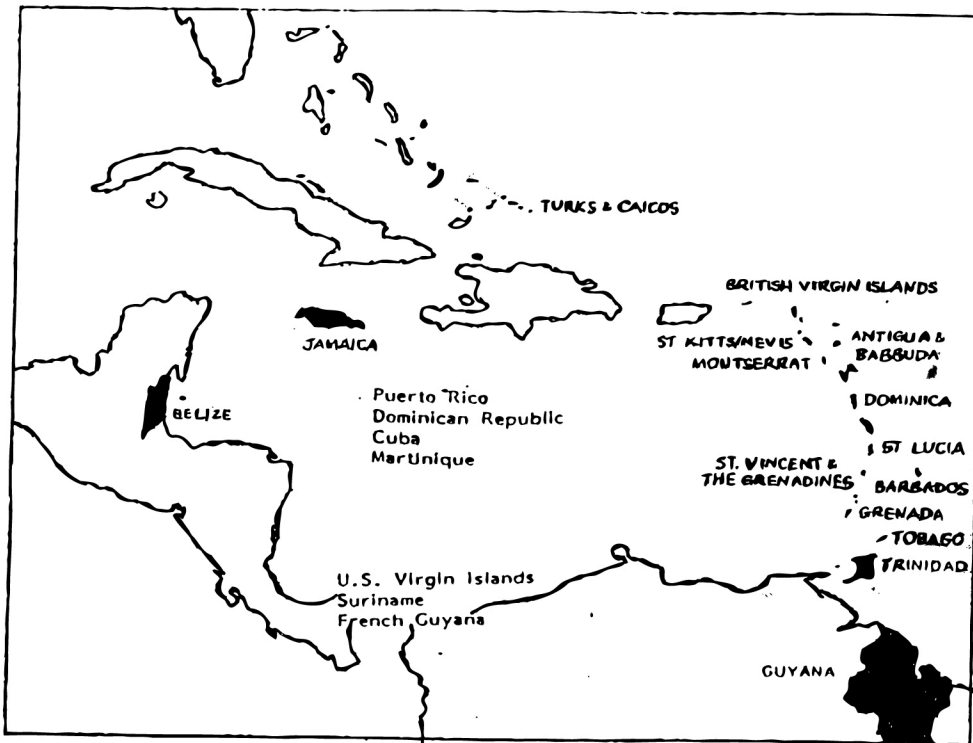 TURKS & CAICOS
BRITISH VIRGIN ISLANDS
JAMAICA
ST KITTS/NEVIS
MONTSERRAT
ANTIGUA &
BABBUDA
BELIZE
Puerto Rico
Dominican Republic
Cuba
Martinique
DOMINICA
ST LUCIA
ST. VINCENT &
THE GRENADINES
BARBADOS
GRENADA
TOBAGO
TRINIDAD
U.S. Virgin Islands
Suriname
French Guyana
GUYANA